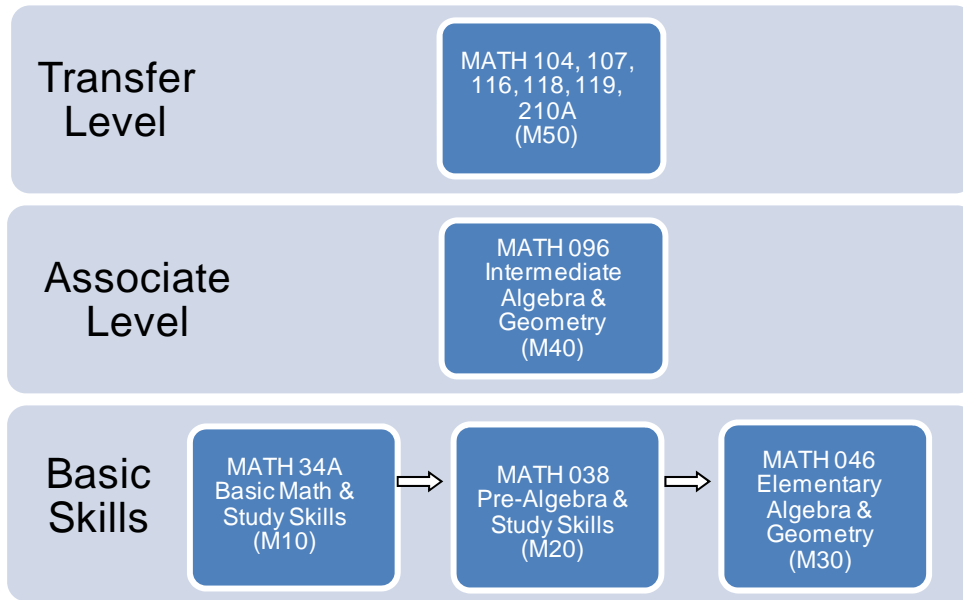 Transfer
Level
MATH 104, 107,
116, 118, 119,
210A
(M50)
Associate
Level
MATH 096
Intermediate
Algebra &
Geometry
(M40)
Basic
Skills
MATH 34A
Basic Math &
Study Skills
(M10)
MATH 038
Pre-Algebra &
Study Skills
(M20)
MATH 046
Elementary
Algebra &
Geometry
(M30)